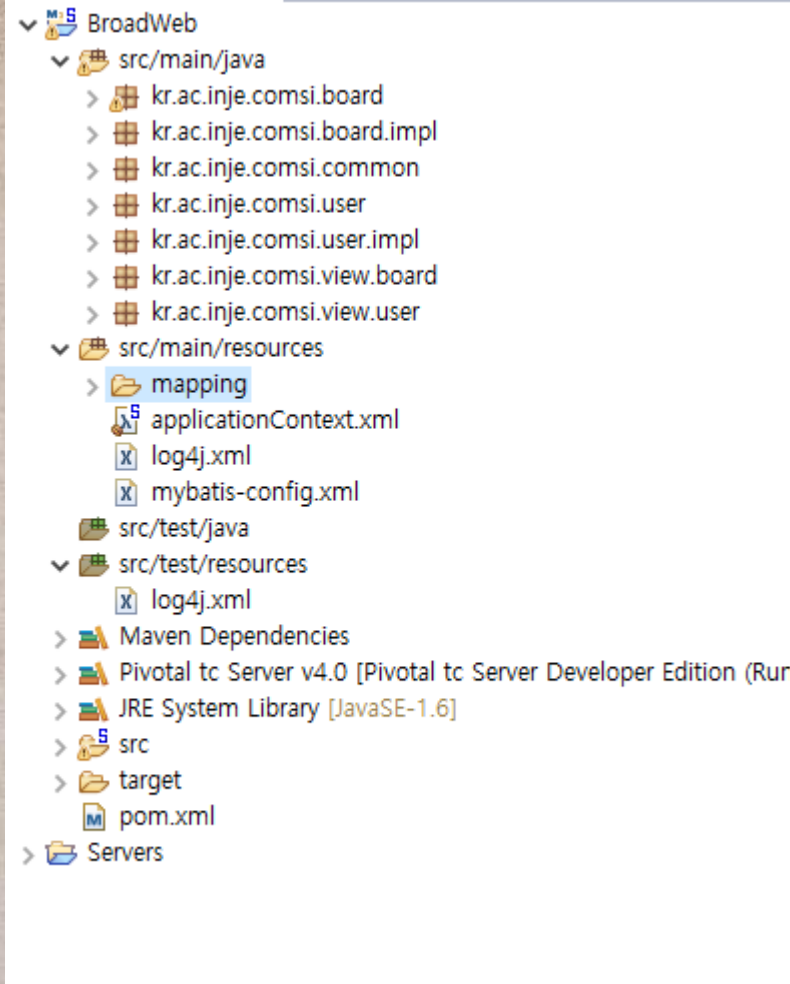 BroadWeb
src/main/java
kr.ac.inje.comsi.board
kr.ac.inje.comsi.board.impl
kr.ac.inje.comsi.common
kr.ac.inje.comsi.user
kr.ac.inje.comsi.user.impl
kr.ac.inje.comsi.view.board
kr.ac.inje.comsi.view.user
src/main/resources
mapping
applicationContext.xml
log4j.xml
mybatis-config.xml
src/test/java
src/test/resources
log4j.xml
Maven Dependencies
Pivotal tc Server v4.0 [Pivotal tc Server Developer Edition (Run
JRE System Library [JavaSE-1.6]
src
target
pom.xml
Servers